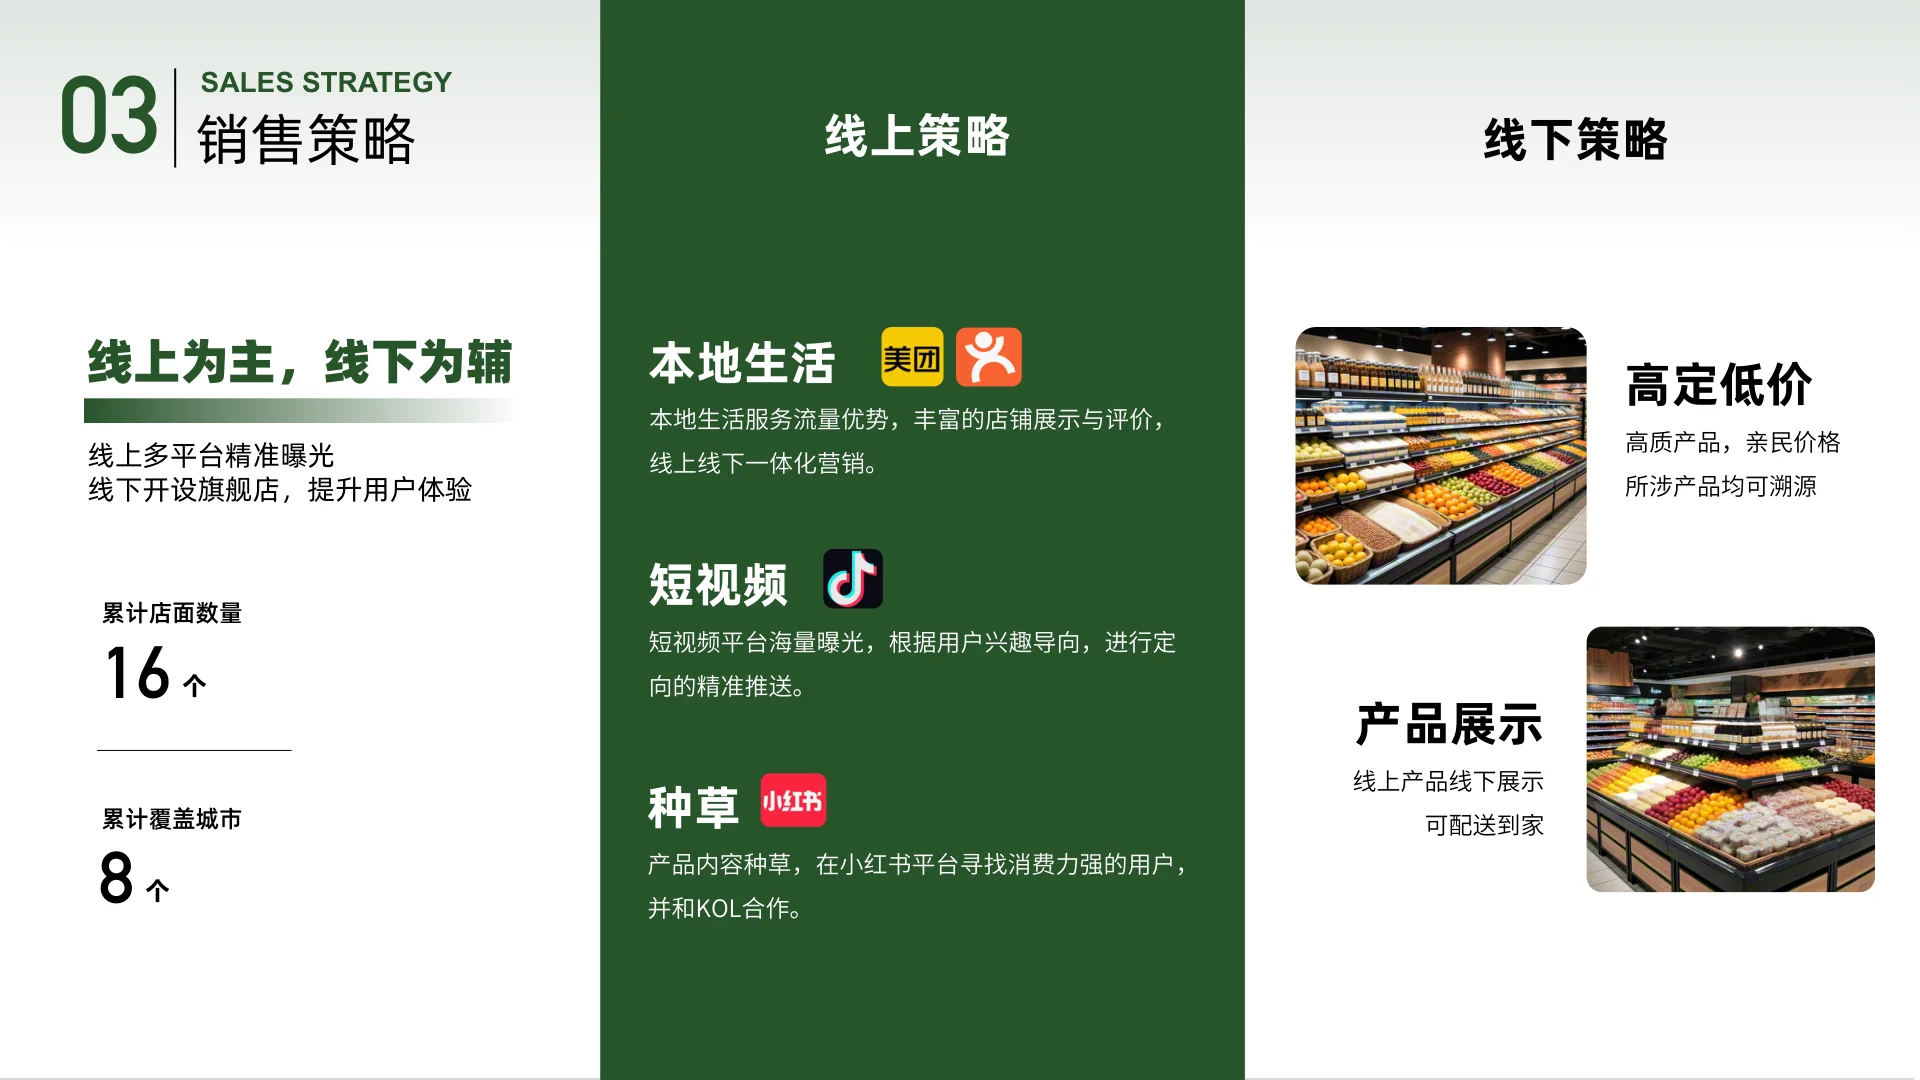 03
SALES STRATEGY
销售策略
线上为主，线下为辅
线上多平台精准曝光
线下开设旗舰店，提升用户体验
累计店面数量
16 个
累计覆盖城市
8 个
线上策略
本地生活
美团
本地生活服务流量优势，丰富的店铺展示与评价，
线上线下一体化营销。
短视频
短视频平台海量曝光，根据用户兴趣导向，进行定
向的精准推送。
种草
小红书
产品内容种草，在小红书平台寻找消费力强的用户，
并和KOL合作。
线下策略
高定低价
高质产品，亲民价格
所涉产品均可溯源
产品展示
线上产品线下展示
可配送到家